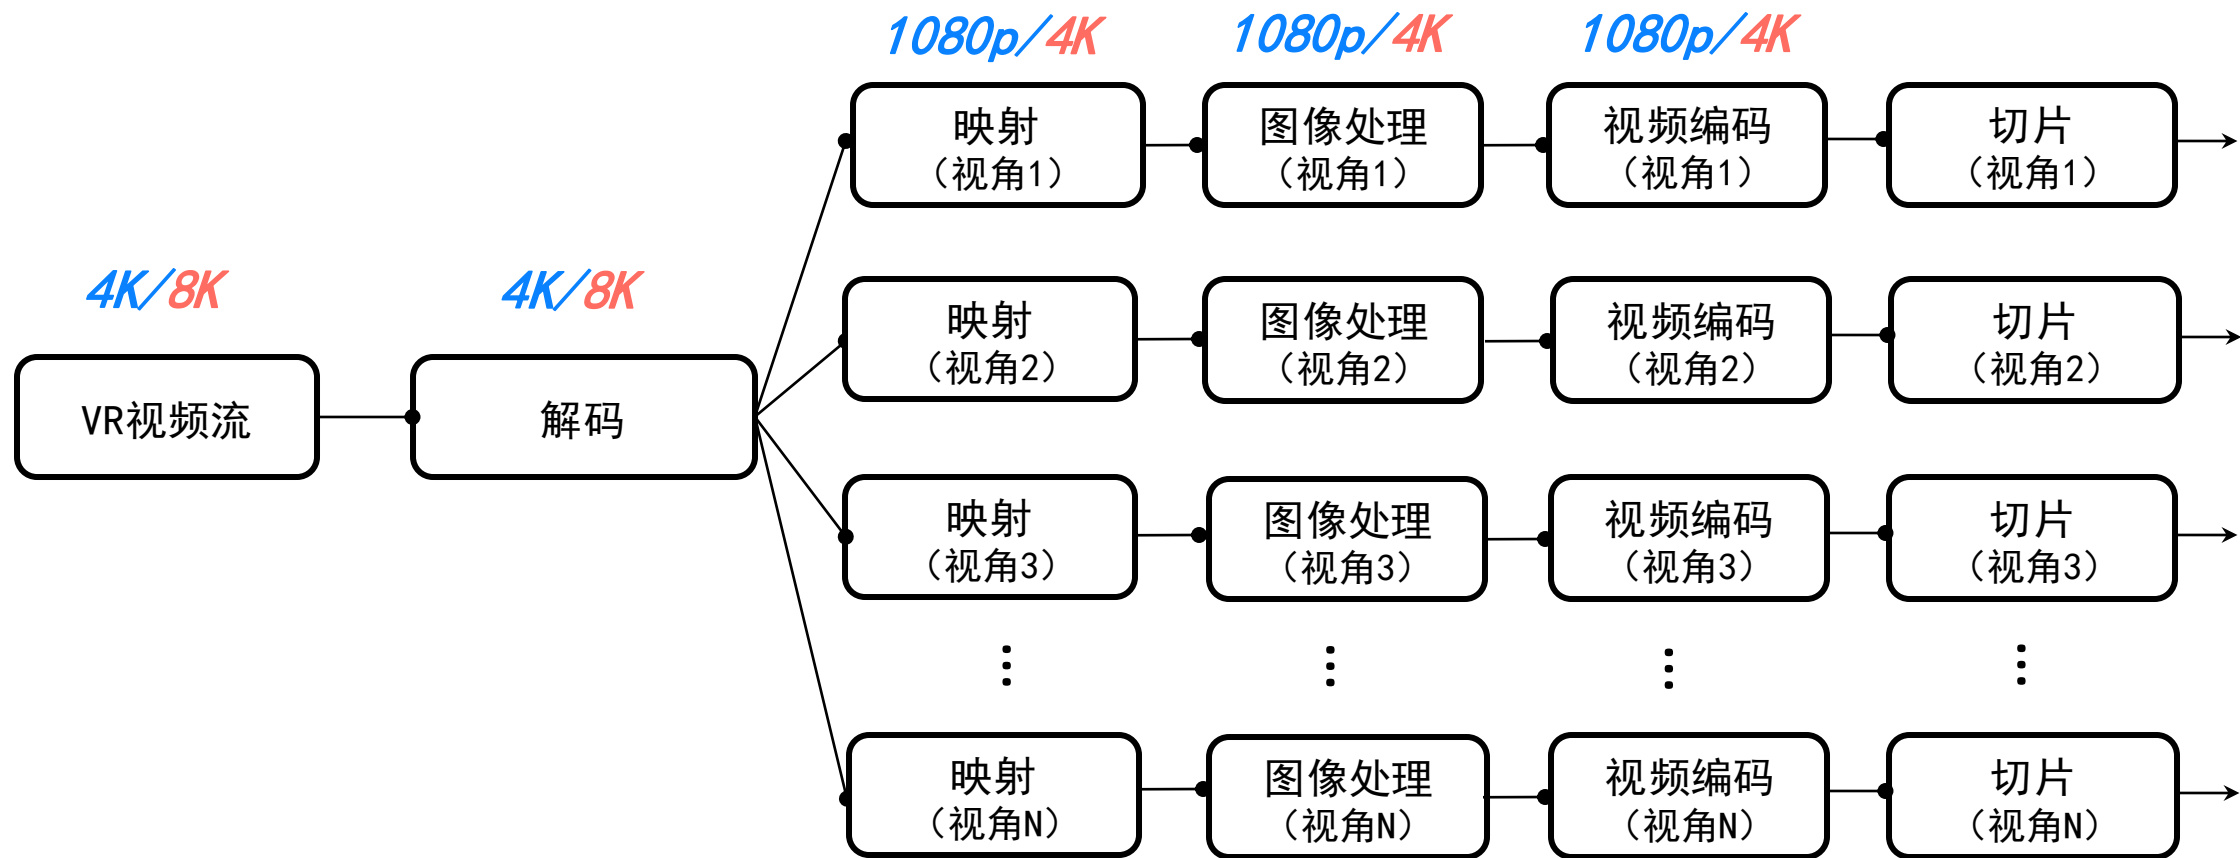 1080p/4K
1080p/4K
1080p/4K
映射
（视角1）
图像处理
（视角1）
视频编码
（视角1）
切片
（视角1）
4K/8K
4K/8K
VR视频流
解码
映射
（视角2）
图像处理
（视角2）
视频编码
（视角2）
切片
（视角2）
映射
（视角3）
图像处理
（视角3）
视频编码
（视角3）
切片
（视角3）
⋮
⋮
⋮
⋮
映射
（视角N）
图像处理
（视角N）
视频编码
（视角N）
切片
（视角N）